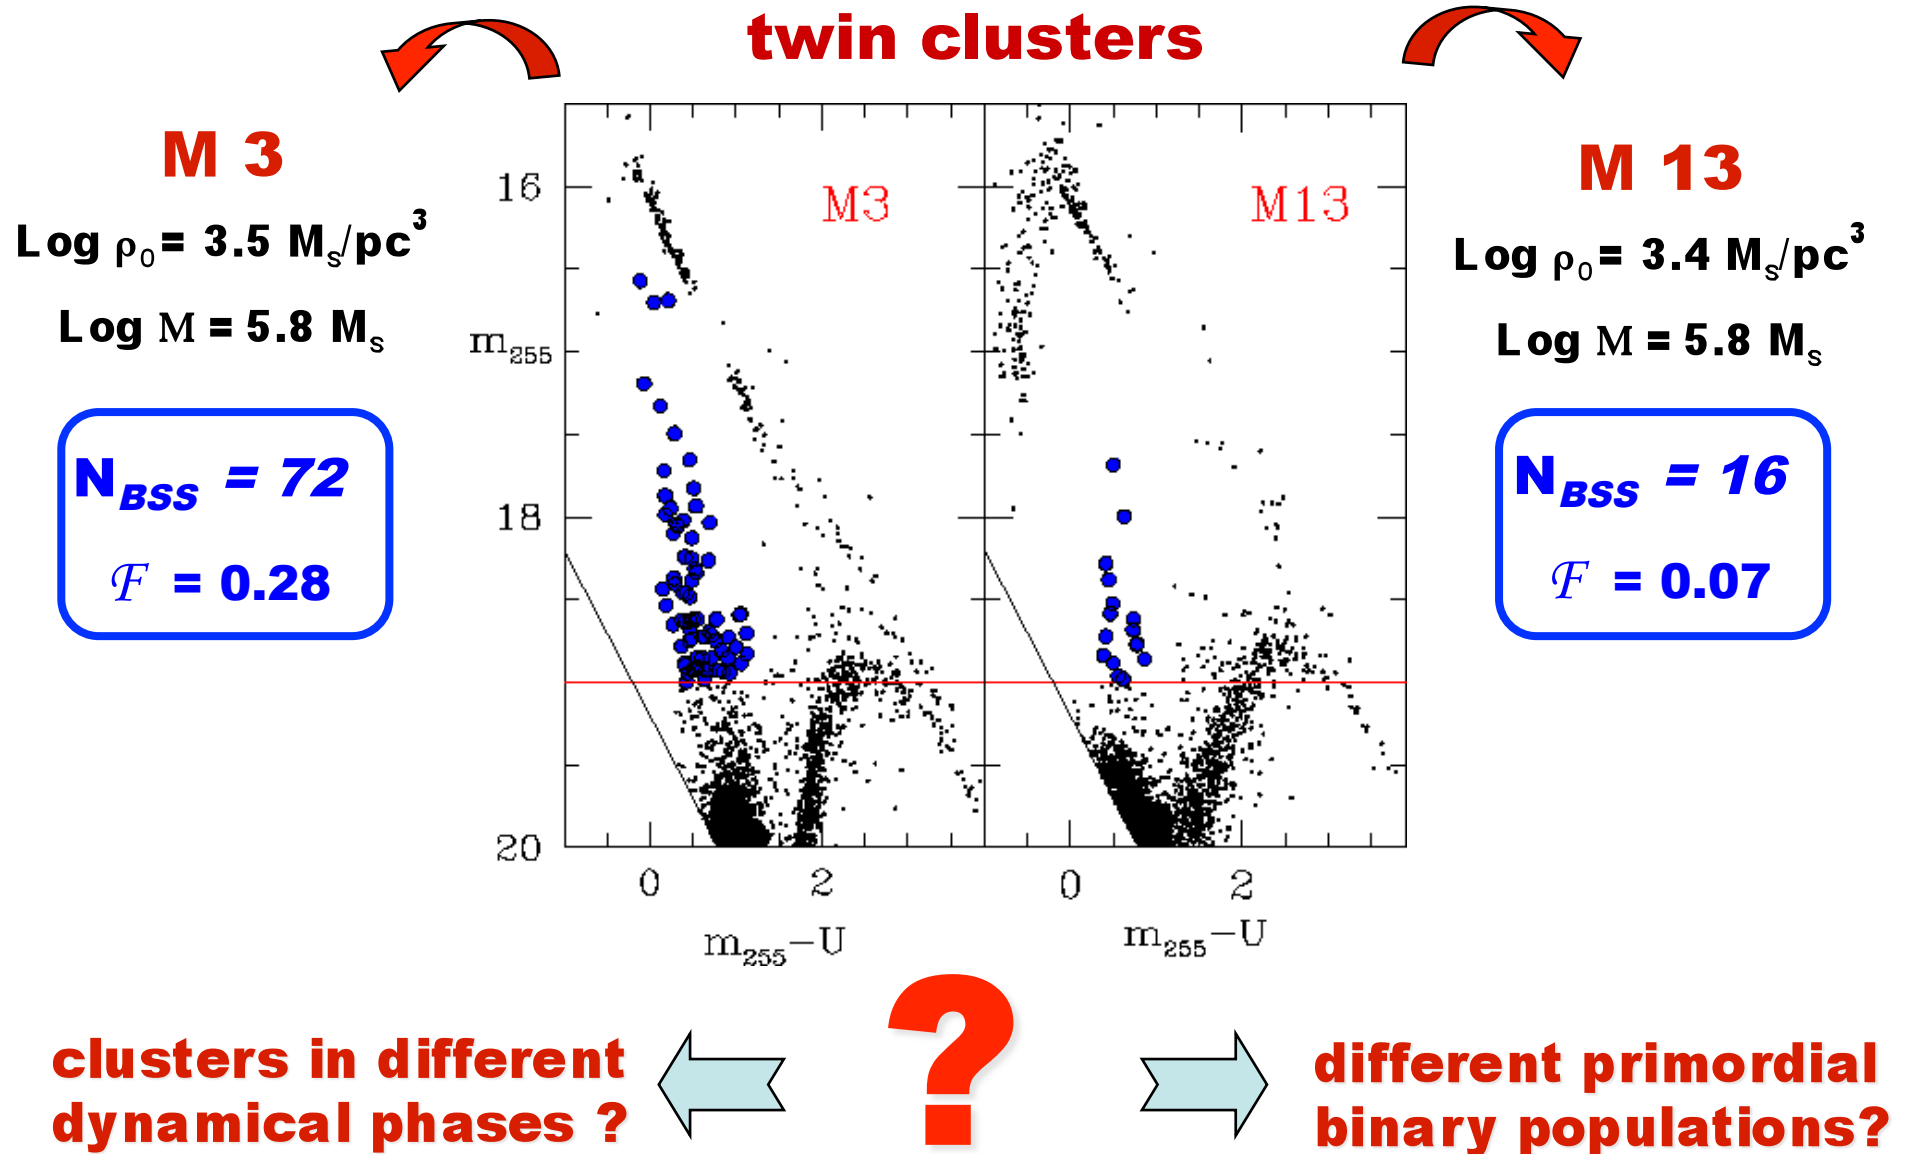 twin clusters
M 3
Log ρ₀ = 3.5 Mₛ/pc³
Log M = 5.8 Mₛ
N_BSS = 72
ℱ = 0.28
M3
M13
16
m₂₅₅
18
20
0
2
0
2
m₂₅₅−U
m₂₅₅−U
M 13
Log ρ₀ = 3.4 Mₛ/pc³
Log M = 5.8 Mₛ
N_BSS = 16
ℱ = 0.07
?
clusters in different
dynamical phases ?
different primordial
binary populations?